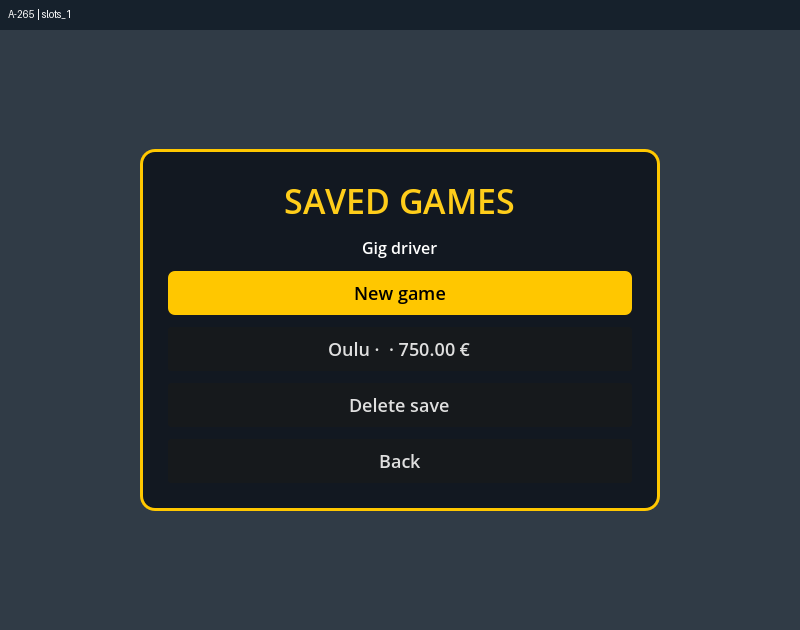 A-265 | slots_1
SAVED GAMES
Gig driver
New game
Oulu ·  · 750.00 €
Delete save
Back